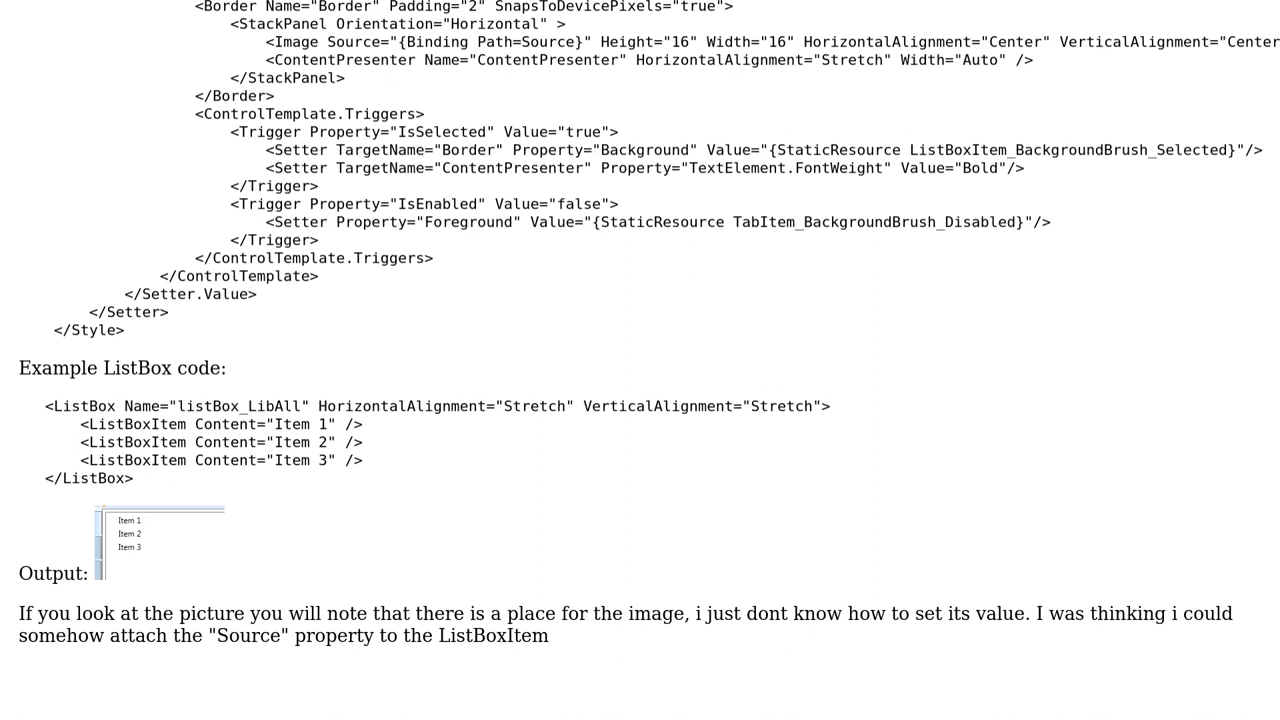 <Border Name="Border" Padding="2" SnapsToDevicePixels="true">
<StackPanel Orientation="Horizontal" >
<Image Source="{Binding Path=Source}" Height="16" Width="16" HorizontalAlignment="Center" VerticalAlignment="Center
<ContentPresenter Name="ContentPresenter" HorizontalAlignment="Stretch" Width="Auto" />
</StackPanel>
</Border>
<ControlTemplate.Triggers>
<Trigger Property="IsSelected" Value="true">
<Setter TargetName="Border" Property="Background" Value="{StaticResource ListBoxItem_BackgroundBrush_Selected}"/>
<Setter TargetName="ContentPresenter" Property="TextElement.FontWeight" Value="Bold"/>
</Trigger>
<Trigger Property="IsEnabled" Value="false">
<Setter Property="Foreground" Value="{StaticResource TabItem_BackgroundBrush_Disabled}"/>
</Trigger>
</ControlTemplate.Triggers>
</ControlTemplate>
</Setter.Value>
</Setter>
</Style>
Example ListBox code:
<ListBox Name="listBox_LibAll" HorizontalAlignment="Stretch" VerticalAlignment="Stretch">
<ListBoxItem Content="Item 1" />
<ListBoxItem Content="Item 2" />
<ListBoxItem Content="Item 3" />
</ListBox>
Item 1
Item 2
Item 3
Output:
If you look at the picture you will note that there is a place for the image, i just dont know how to set its value. I was thinking i could
somehow attach the "Source" property to the ListBoxItem